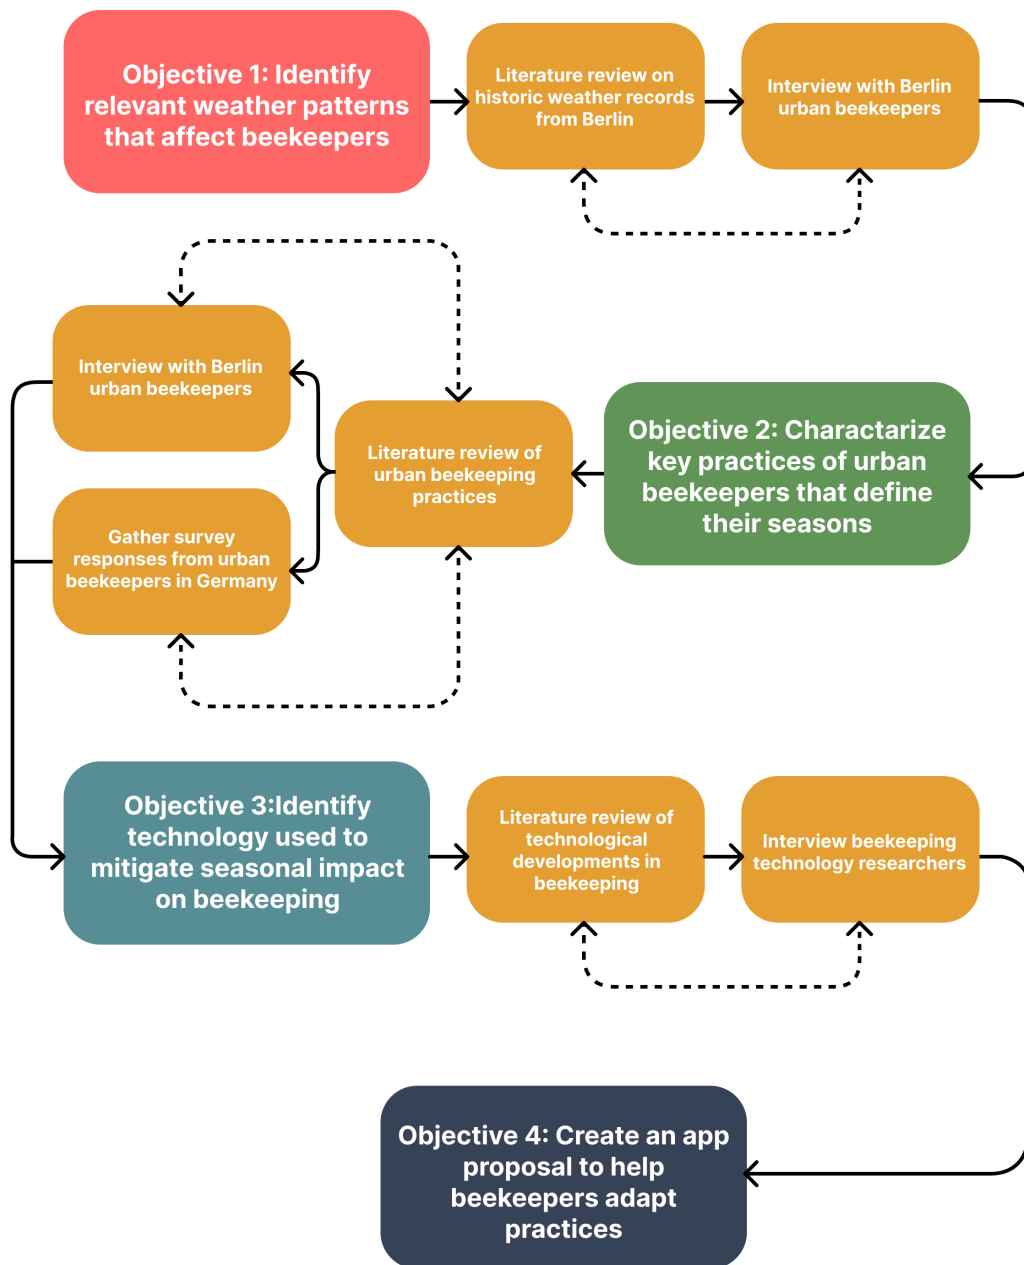 Objective 1: Identify
relevant weather patterns
that affect beekeepers
Literature review on
historic weather records
from Berlin
Interview with Berlin
urban beekeepers
Objective 2: Charactarize
key practices of urban
beekeepers that define
their seasons
Literature review of
urban beekeeping
practices
Interview with Berlin
urban beekeepers
Gather survey
responses from urban
beekeepers in Germany
Objective 3:Identify
technology used to
mitigate seasonal impact
on beekeeping
Literature review of
technological
developments in
beekeeping
Interview beekeeping
technology researchers
Objective 4: Create an app
proposal to help
beekeepers adapt
practices